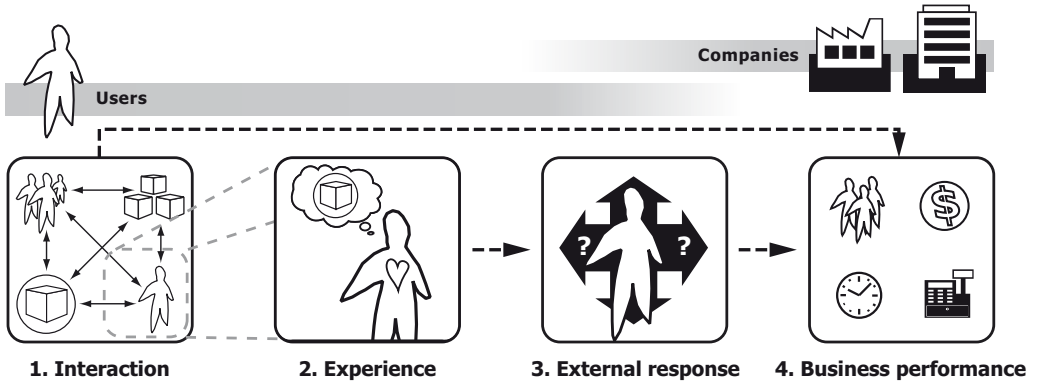 Companies
Users
? ?
$
1. Interaction
2. Experience
3. External response
4. Business performance